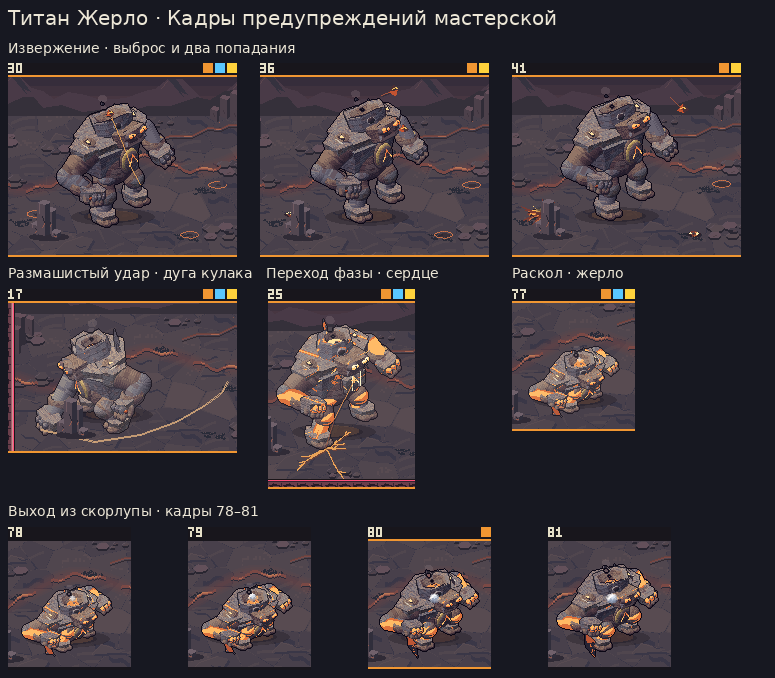 Титан Жерло · Кадры предупреждений мастерской
Извержение · выброс и два попадания
30 36 41
Размашистый удар · дуга кулака Переход фазы · сердце Раскол · жерло
17 25 77
Выход из скорлупы · кадры 78–81
78 79 80 81